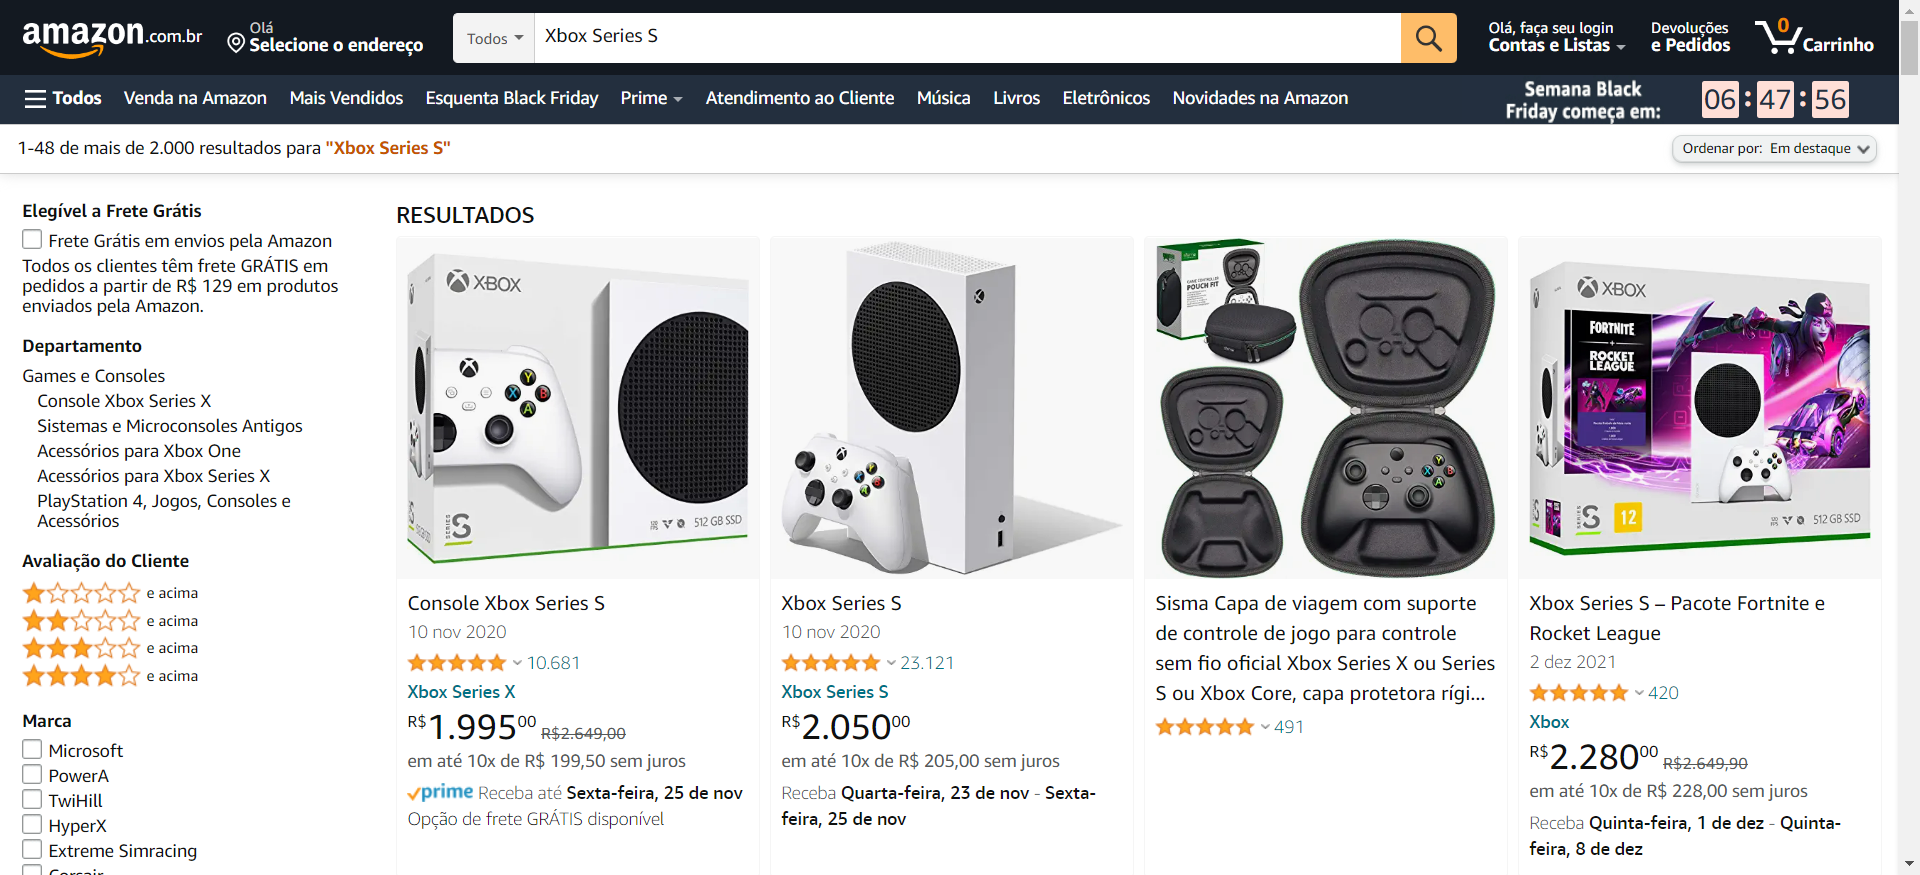 amazon.com.br
Olá
Selecione o endereço
Todos
Xbox Series S
Olá, faça seu login
Contas e Listas
Devoluções
e Pedidos
0
Carrinho
Todos
Venda na Amazon
Mais Vendidos
Esquenta Black Friday
Prime
Atendimento ao Cliente
Música
Livros
Eletrônicos
Novidades na Amazon
Semana Black
Friday começa em:
06 : 47 : 56
1-48 de mais de 2.000 resultados para "Xbox Series S"
Ordenar por: Em destaque
Elegível a Frete Grátis
Frete Grátis em envios pela Amazon
Todos os clientes têm frete GRÁTIS em
pedidos a partir de R$ 129 em produtos
enviados pela Amazon.
Departamento
Games e Consoles
Console Xbox Series X
Sistemas e Microconsoles Antigos
Acessórios para Xbox One
Acessórios para Xbox Series X
PlayStation 4, Jogos, Consoles e
Acessórios
Avaliação do Cliente
e acima
e acima
e acima
e acima
Marca
Microsoft
PowerA
TwiHill
HyperX
Extreme Simracing
Corsair
RESULTADOS
XBOX
Y
X
B
A
SERIES S
512 GB SSD
Console Xbox Series S
10 nov 2020
10.681
Xbox Series X
R$1.99500 R$2.649,00
em até 10x de R$ 199,50 sem juros
prime Receba até Sexta-feira, 25 de nov
Opção de frete GRÁTIS disponível
Xbox Series S
10 nov 2020
23.121
Xbox Series S
R$2.05000
em até 10x de R$ 205,00 sem juros
Receba Quarta-feira, 23 de nov - Sexta-
feira, 25 de nov
GAME CONTROLLER
POUCH FIT
Sisma Capa de viagem com suporte
de controle de jogo para controle
sem fio oficial Xbox Series X ou Series
S ou Xbox Core, capa protetora rígi...
491
XBOX
FORTNITE
+
ROCKET
LEAGUE
SERIES S
12
512 GB SSD
Xbox Series S – Pacote Fortnite e
Rocket League
2 dez 2021
420
Xbox
R$2.28000 R$2.649,90
em até 10x de R$ 228,00 sem juros
Receba Quinta-feira, 1 de dez - Quinta-
feira, 8 de dez